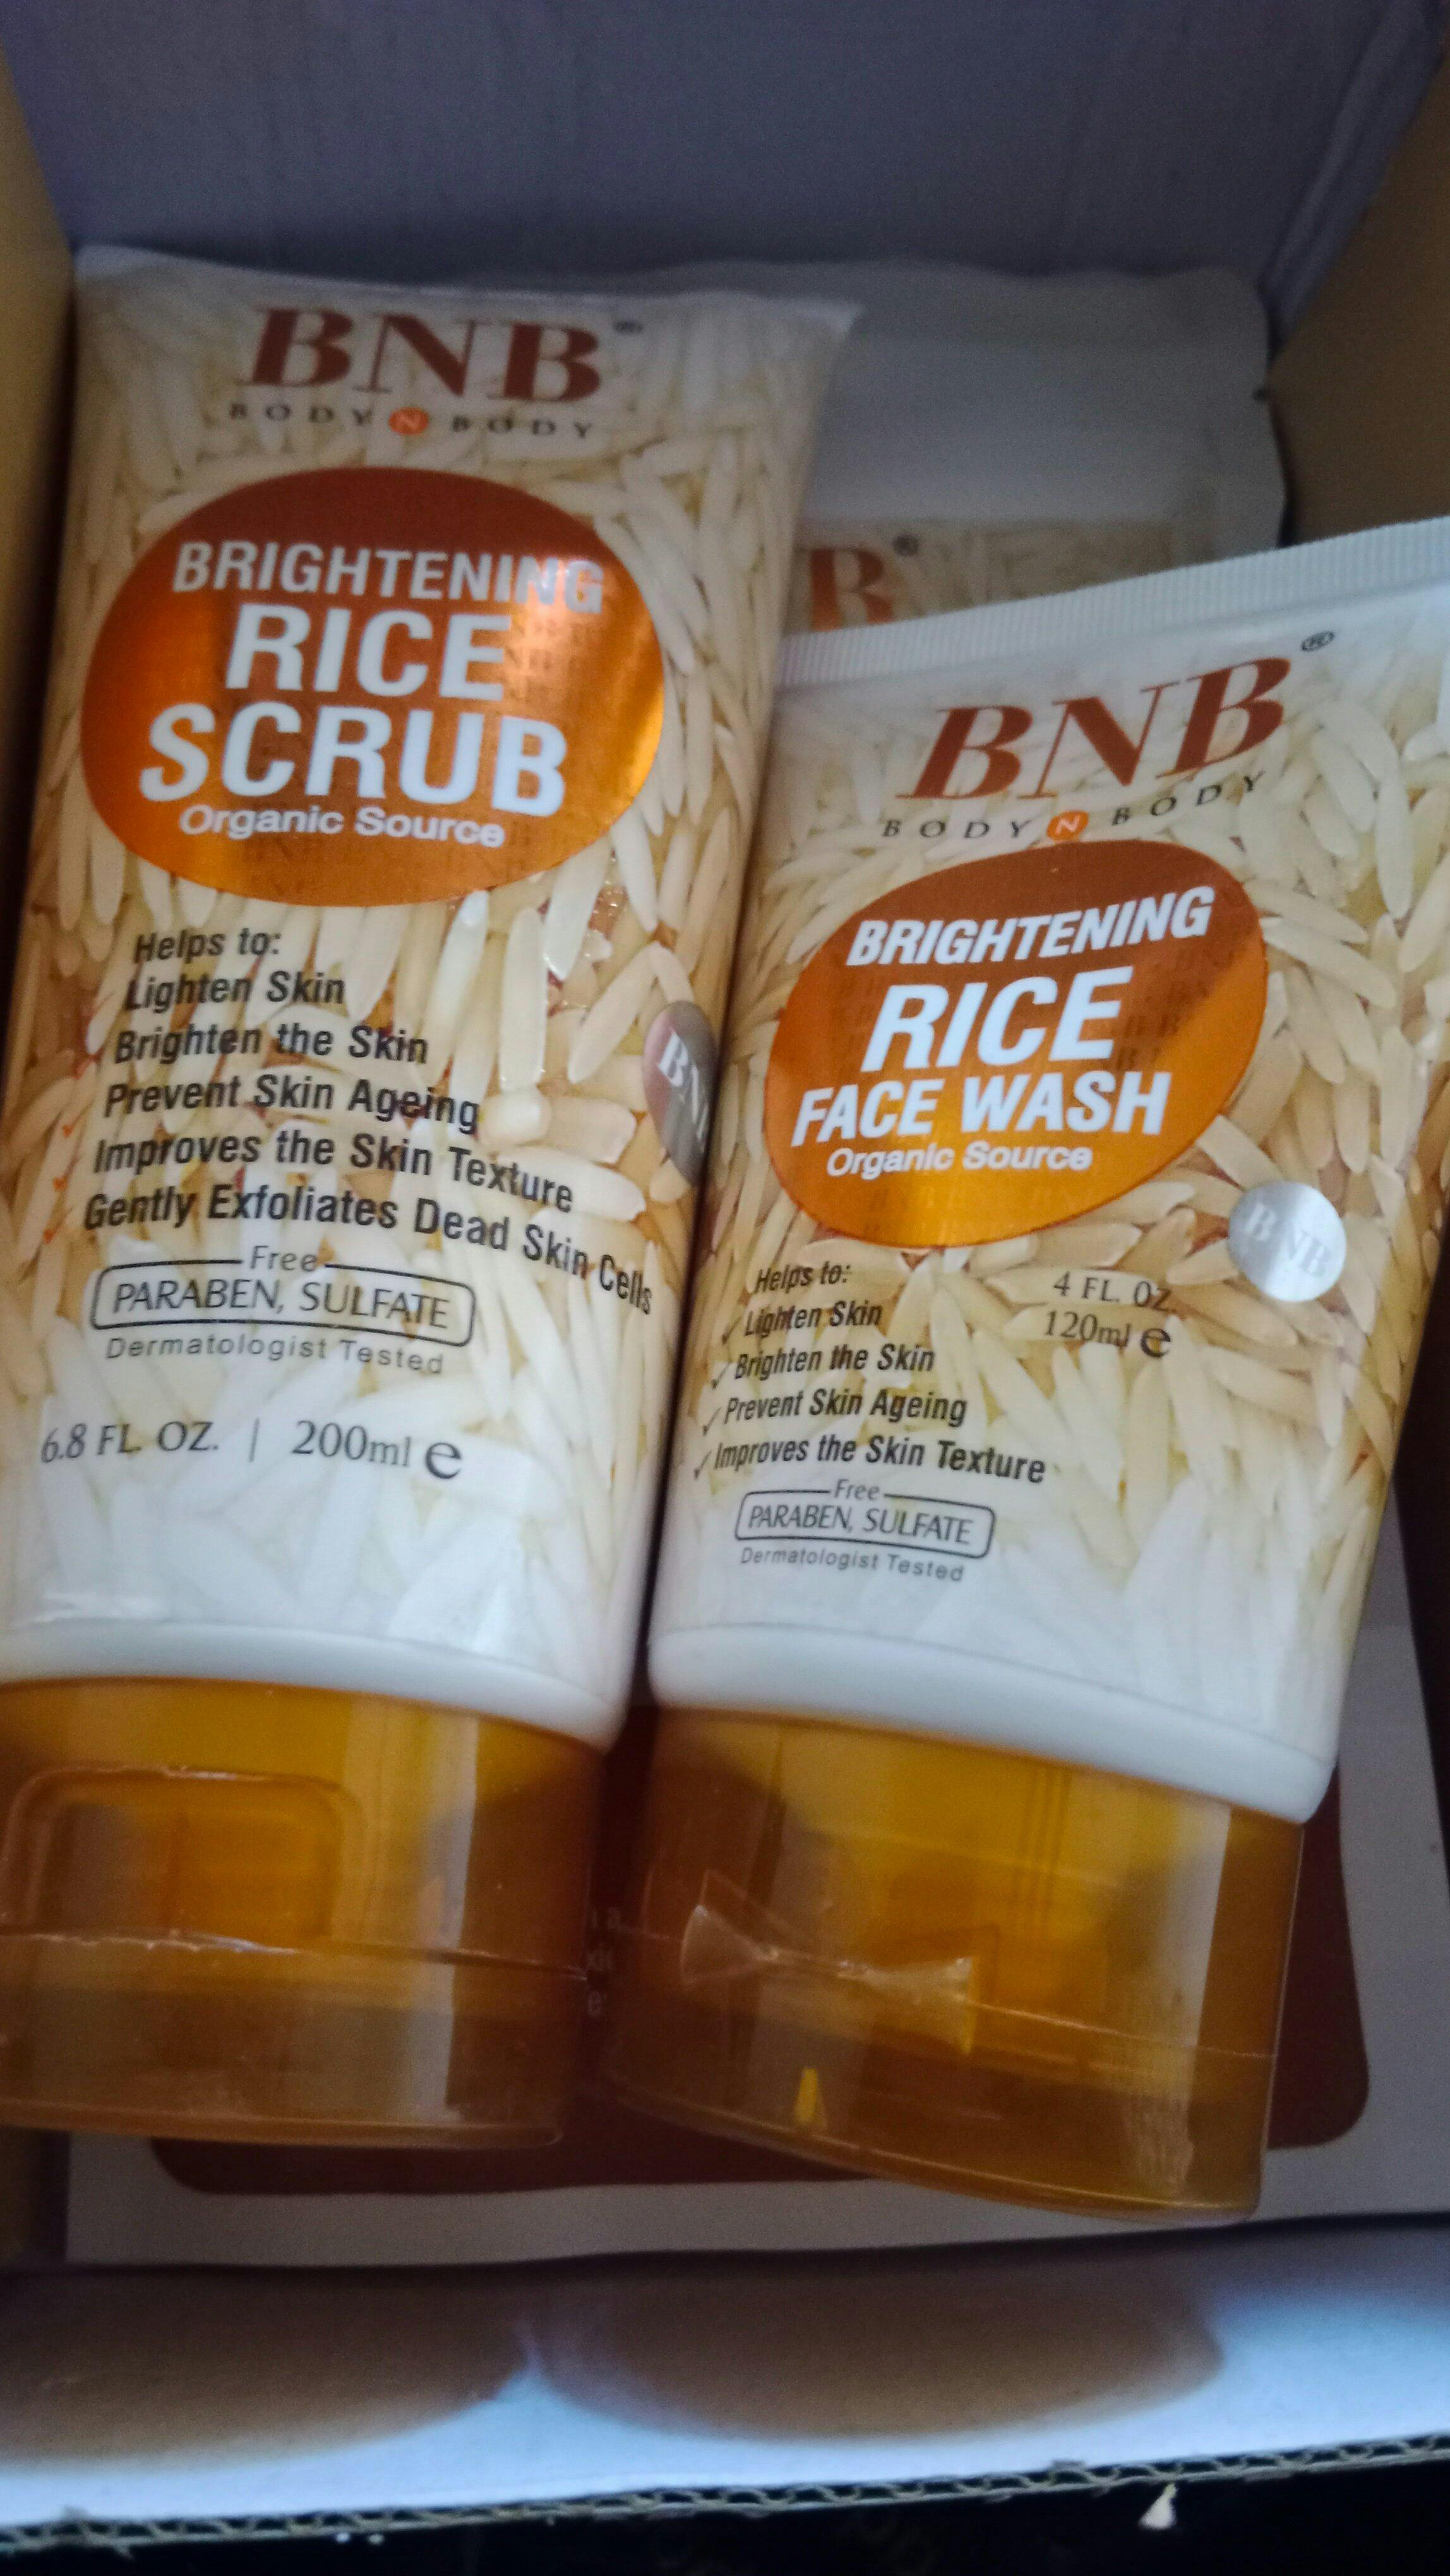 BNB
BODY N BODY
BRIGHTENING
RICE
SCRUB
Organic Source
Helps to:
Lighten Skin
Brighten the Skin
Prevent Skin Ageing
Improves the Skin Texture
Gently Exfoliates Dead Skin Cells
Free
PARABEN, SULFATE
Dermatologist Tested
6.8 FL. OZ. | 200ml e
BNB®
BODY N BODY
BRIGHTENING
RICE
FACE WASH
Organic Source
BNB
Helps to:
✓ Lighten Skin
✓ Brighten the Skin
✓ Prevent Skin Ageing
✓ Improves the Skin Texture
4 FL. OZ.
120ml e
Free
PARABEN, SULFATE
Dermatologist Tested